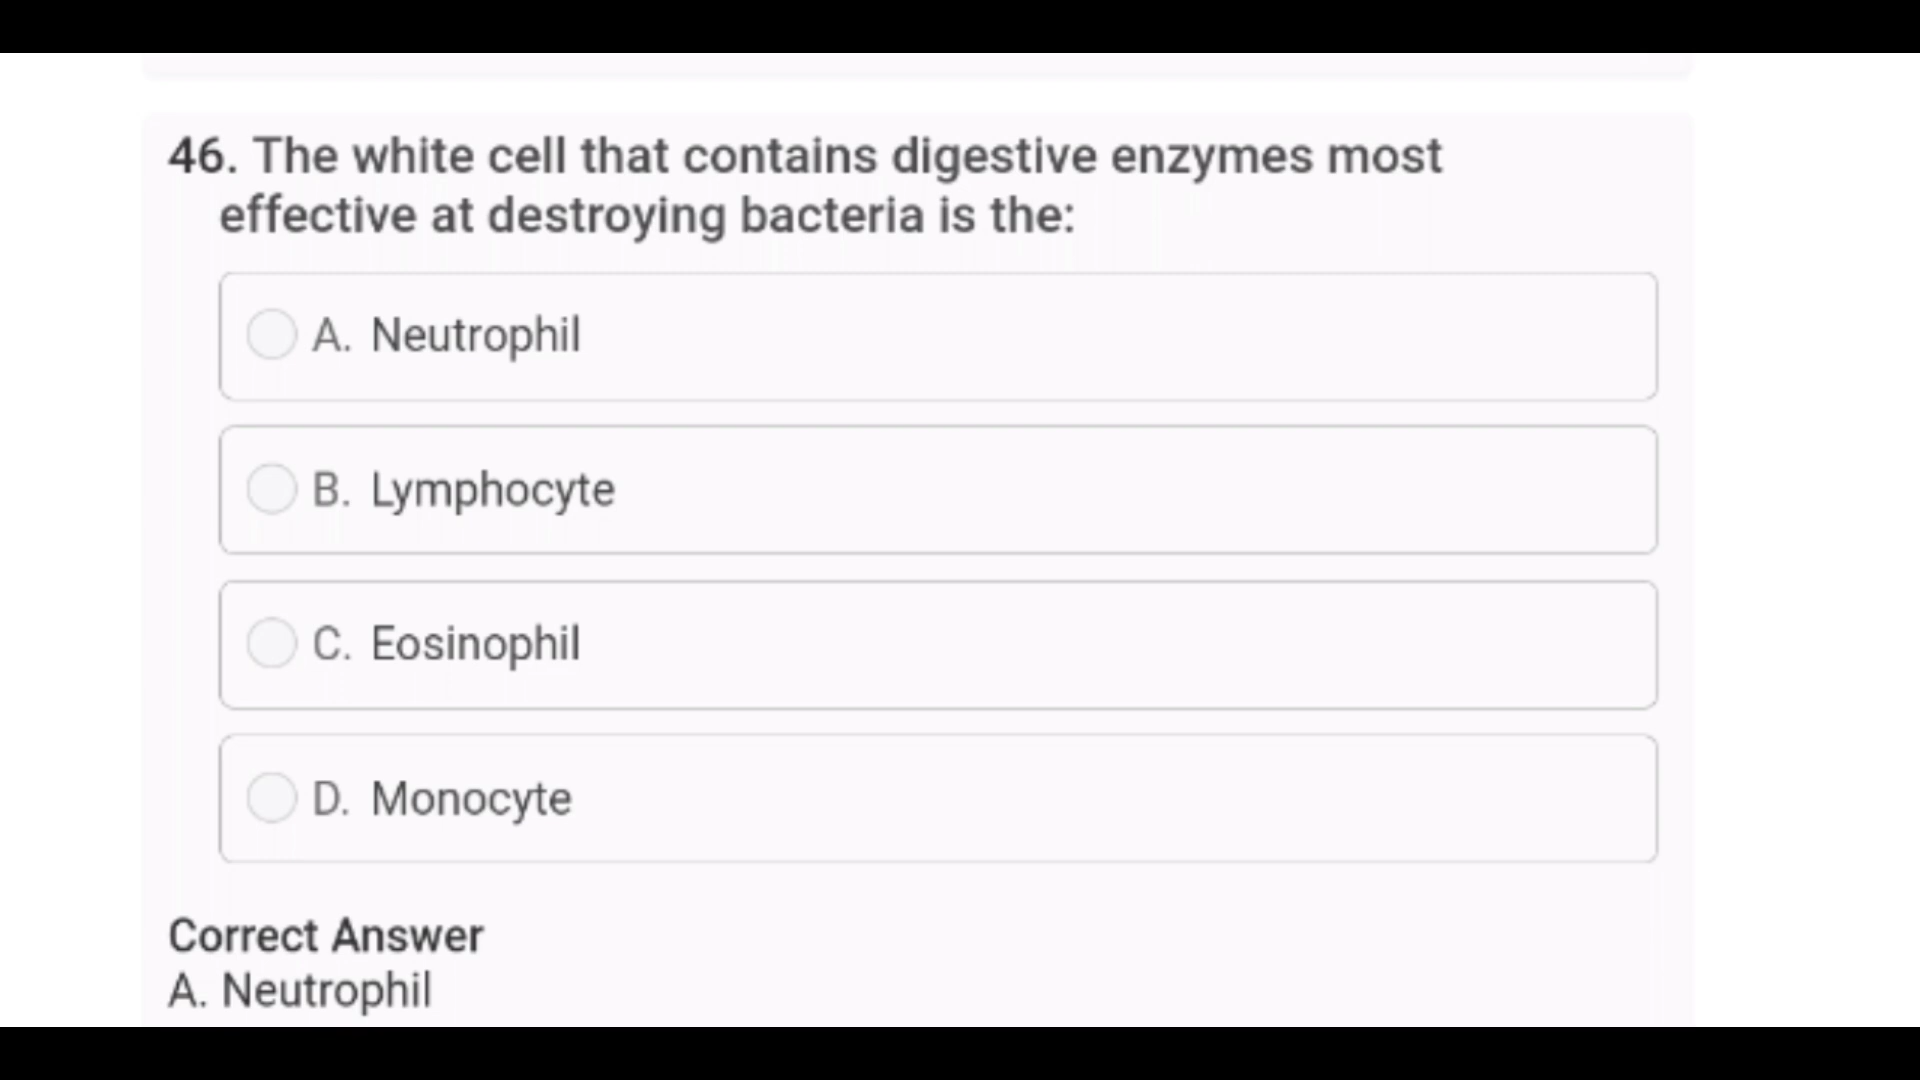 46. The white cell that contains digestive enzymes most
effective at destroying bacteria is the:
A. Neutrophil
B. Lymphocyte
C. Eosinophil
D. Monocyte
Correct Answer
A. Neutrophil